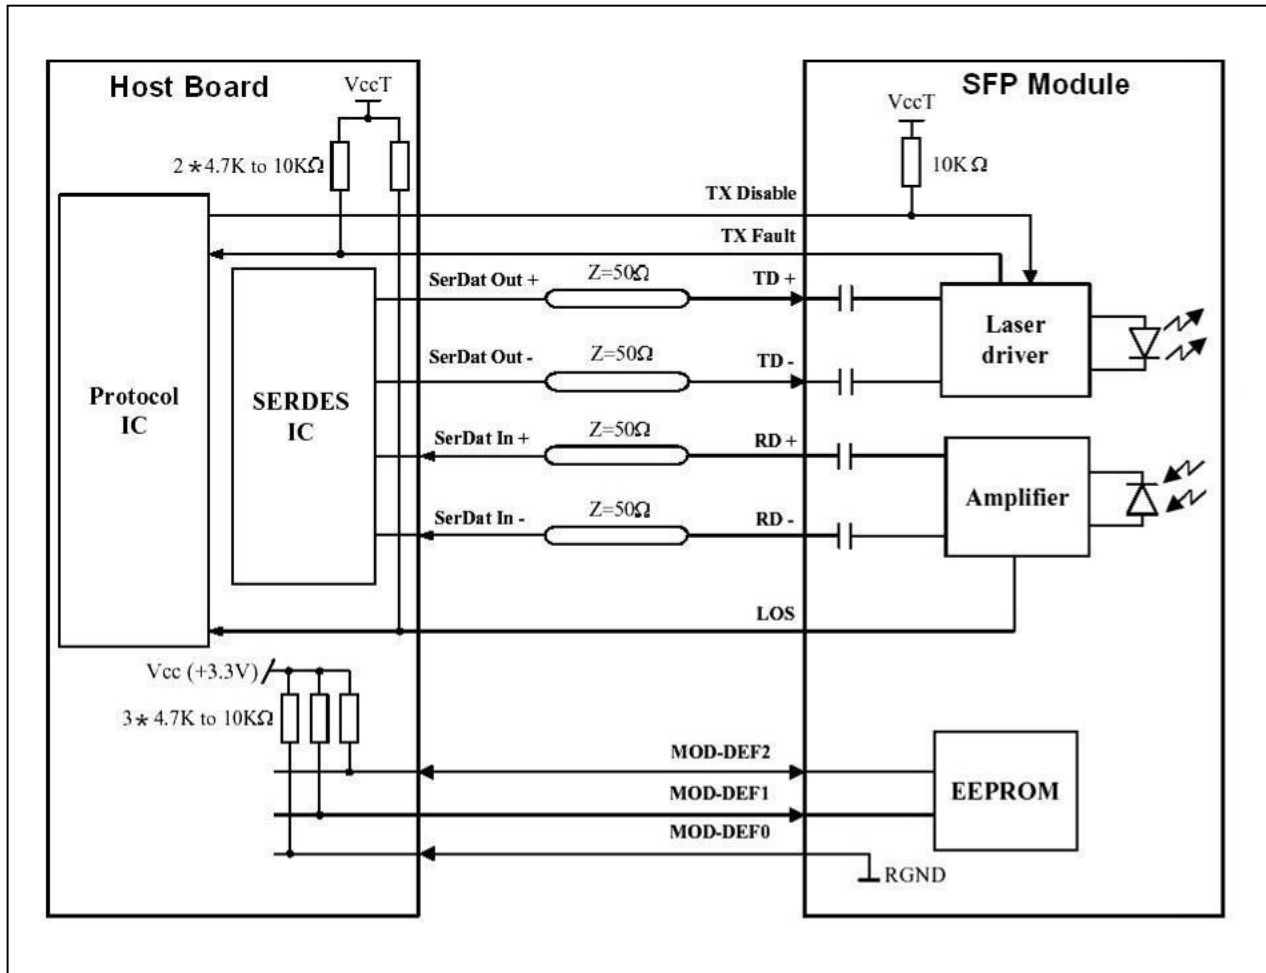 Host Board
VccT
2*4.7K to 10KΩ
SFP Module
VccT
10KΩ
TX Disable
TX Fault
SerDat Out +
Z=50Ω
TD +
SerDat Out -
Z=50Ω
TD -
Laser
driver
Protocol
IC
SERDES
IC
SerDat In +
Z=50Ω
RD +
SerDat In -
Z=50Ω
RD -
Amplifier
LOS
Vcc (+3.3V)
3*4.7K to 10KΩ
MOD-DEF2
MOD-DEF1
MOD-DEF0
EEPROM
RGND